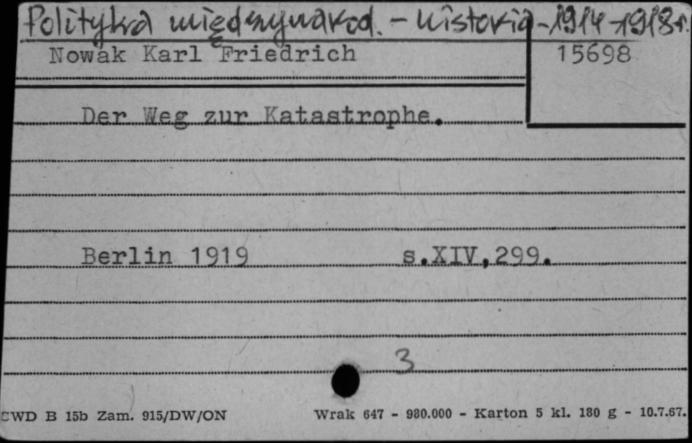 Polityka międzynarod. - historia - 1914-1918 r.
Nowak Karl Friedrich 15698
Der Weg zur Katastrophe.
Berlin 1919 s.XIV,299.
3
CWD B 15b Zam. 915/DW/ON Wrak 647 - 980.000 - Karton 5 kl. 180 g - 10.7.67.